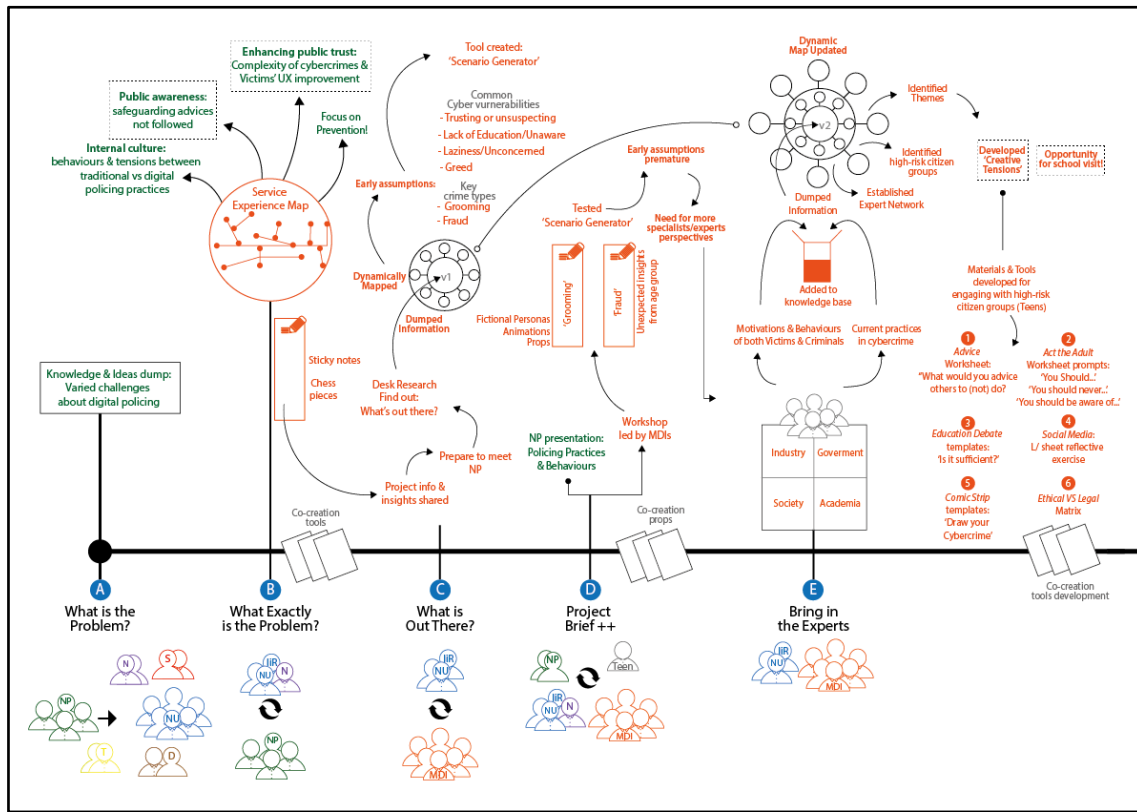 Enhancing public trust:
Complexity of cybercrimes &
Victims' UX improvement
Public awareness:
safeguarding advices
not followed
Focus on
Prevention!
Internal culture:
behaviours & tensions between
traditional vs digital
policing practices
Service
Experience Map
Sticky notes
Chess
pieces
Knowledge & Ideas dump:
Varied challenges
about digital policing
Tool created:
'Scenario Generator'
Common
Cyber vurnerabilities
- Trusting or unsuspecting
- Lack of Education/Unaware
- Laziness/Unconcerned
- Greed
Early assumptions:
Key
crime types
- Grooming
- Fraud
Dynamically
Mapped
v1
Dumped
Information
Desk Research
Find out:
What's out there?
Prepare to meet
NP
Project info &
insights shared
Early assumptions
premature
Tested
'Scenario Generator'
Need for more
specialists/experts
perspectives
'Grooming'
'Fraud'
Unexpected insights
from age group
Fictional Personas
Animations
Props
Workshop
led by MDIs
NP presentation:
Policing Practices
& Behaviours
Dynamic
Map Updated
v2
Identified
Themes
Identified
high-risk citizen
groups
Established
Expert Network
Dumped
Information
Added to
knowledge base
Motivations & Behaviours
of both Victims & Criminals
Current practices
in cybercrime
Industry
Goverment
Society
Academia
Developed
'Creative
Tensions'
Opportunity
for school visit!
Materials & Tools
developed for
engaging with high-risk
citizen groups (Teens)
1
Advice
Worksheet:
"What would you advice
others to (not) do?
2
Act the Adult
Worksheet prompts:
'You Should...'
'You should never...'
'You should be aware of...'
3
Education Debate
templates:
'Is it sufficient?'
4
Social Media:
L/ sheet reflective
exercise
5
Comic Strip
templates:
'Draw your
Cybercrime'
6
Ethical VS Legal
Matrix
Co-creation
tools
Co-creation
props
Co-creation
tools development
A
What is the
Problem?
B
What Exactly
is the Problem?
C
What is
Out There?
D
Project
Brief ++
E
Bring in
the Experts
N
S
NP
NU
T
D
IiR
NU
N
NP
IiR
NU
MDI
NP
Teen
IiR
NU
N
MDI
IiR
NU
MDI